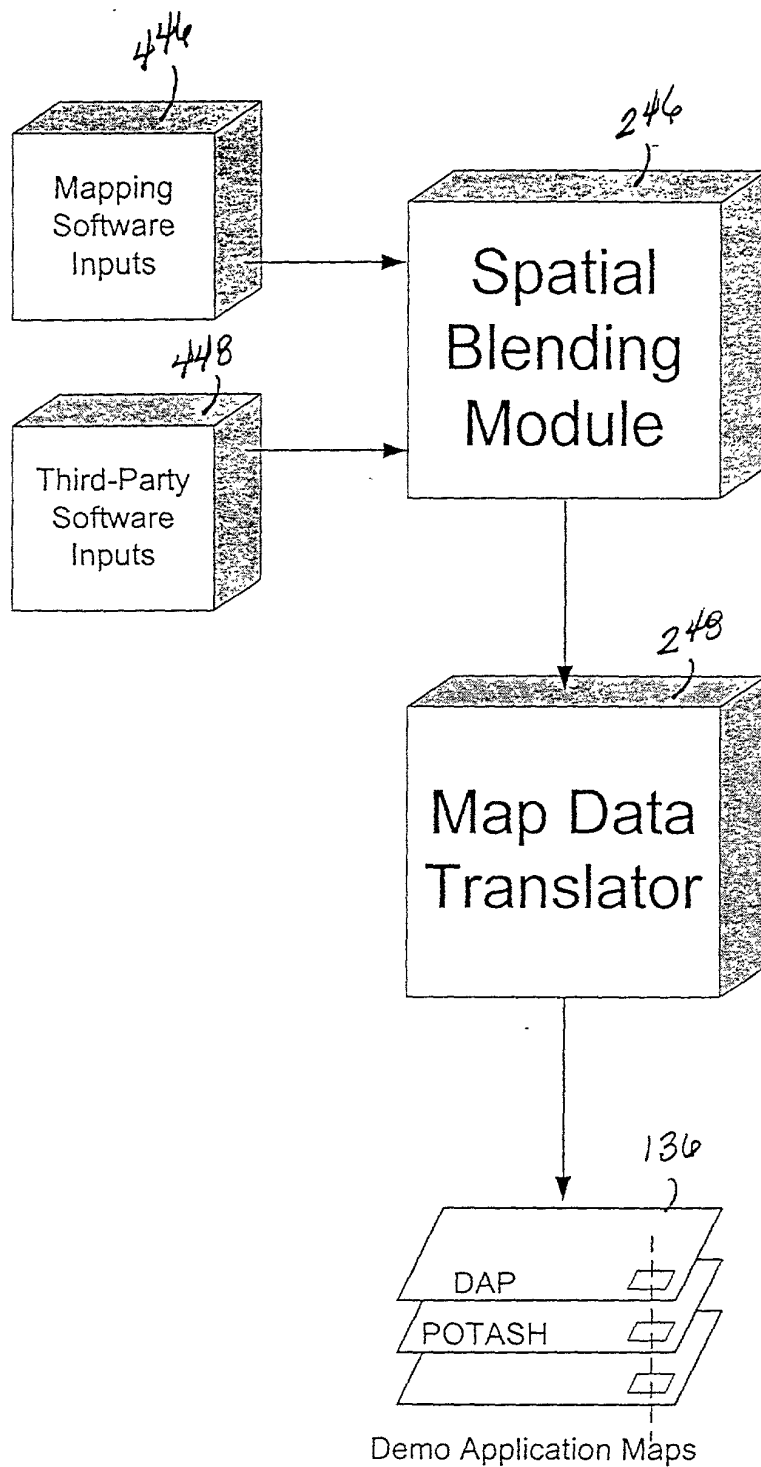 446
Mapping
Software
Inputs
246
Spatial
Blending
Module
448
Third-Party
Software
Inputs
248
Map Data
Translator
136
DAP
POTASH
Demo Application Maps